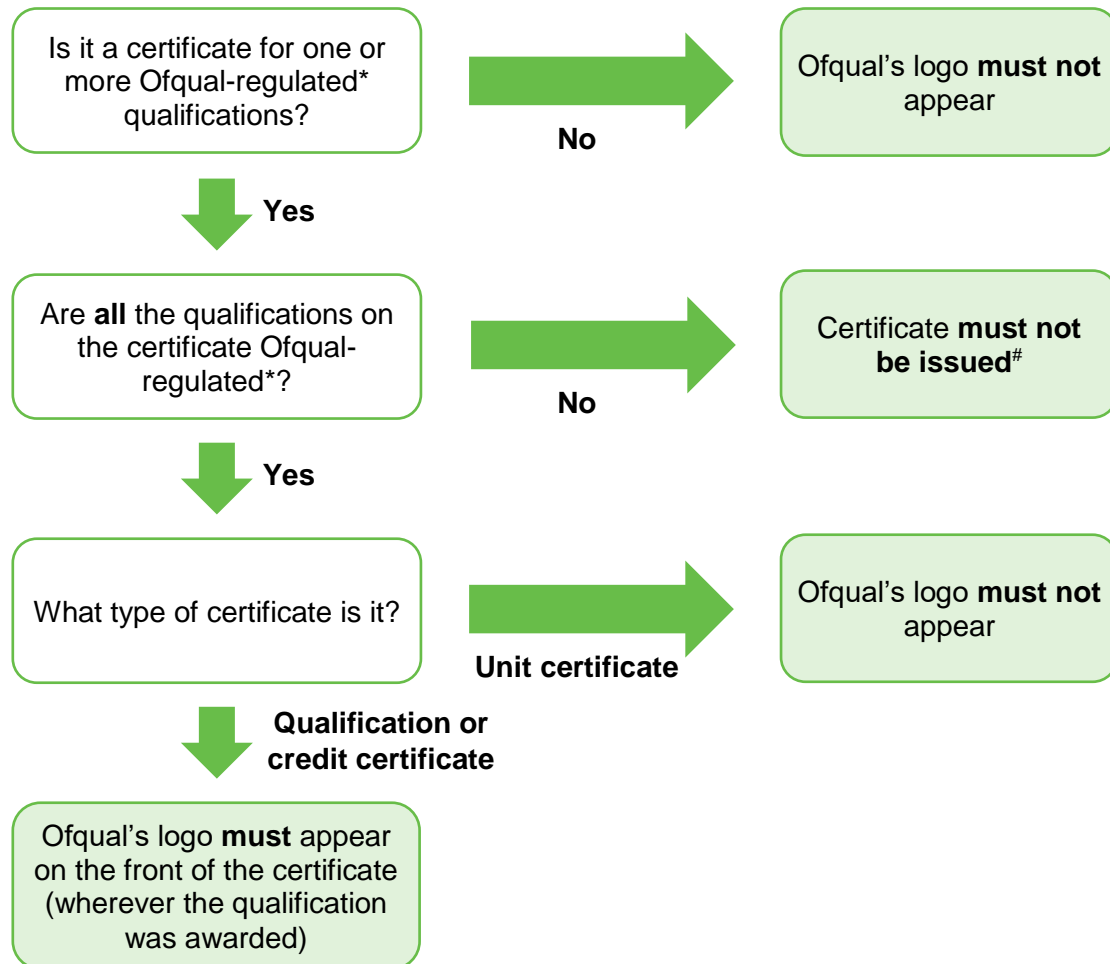 Is it a certificate for one or
more Ofqual-regulated*
qualifications?
No
Ofqual’s logo must not
appear
Yes
Are all the qualifications on
the certificate Ofqual-
regulated*?
No
Certificate must not
be issued#
Yes
What type of certificate is it?
Unit certificate
Ofqual’s logo must not
appear
Qualification or
credit certificate
Ofqual’s logo must appear
on the front of the certificate
(wherever the qualification
was awarded)